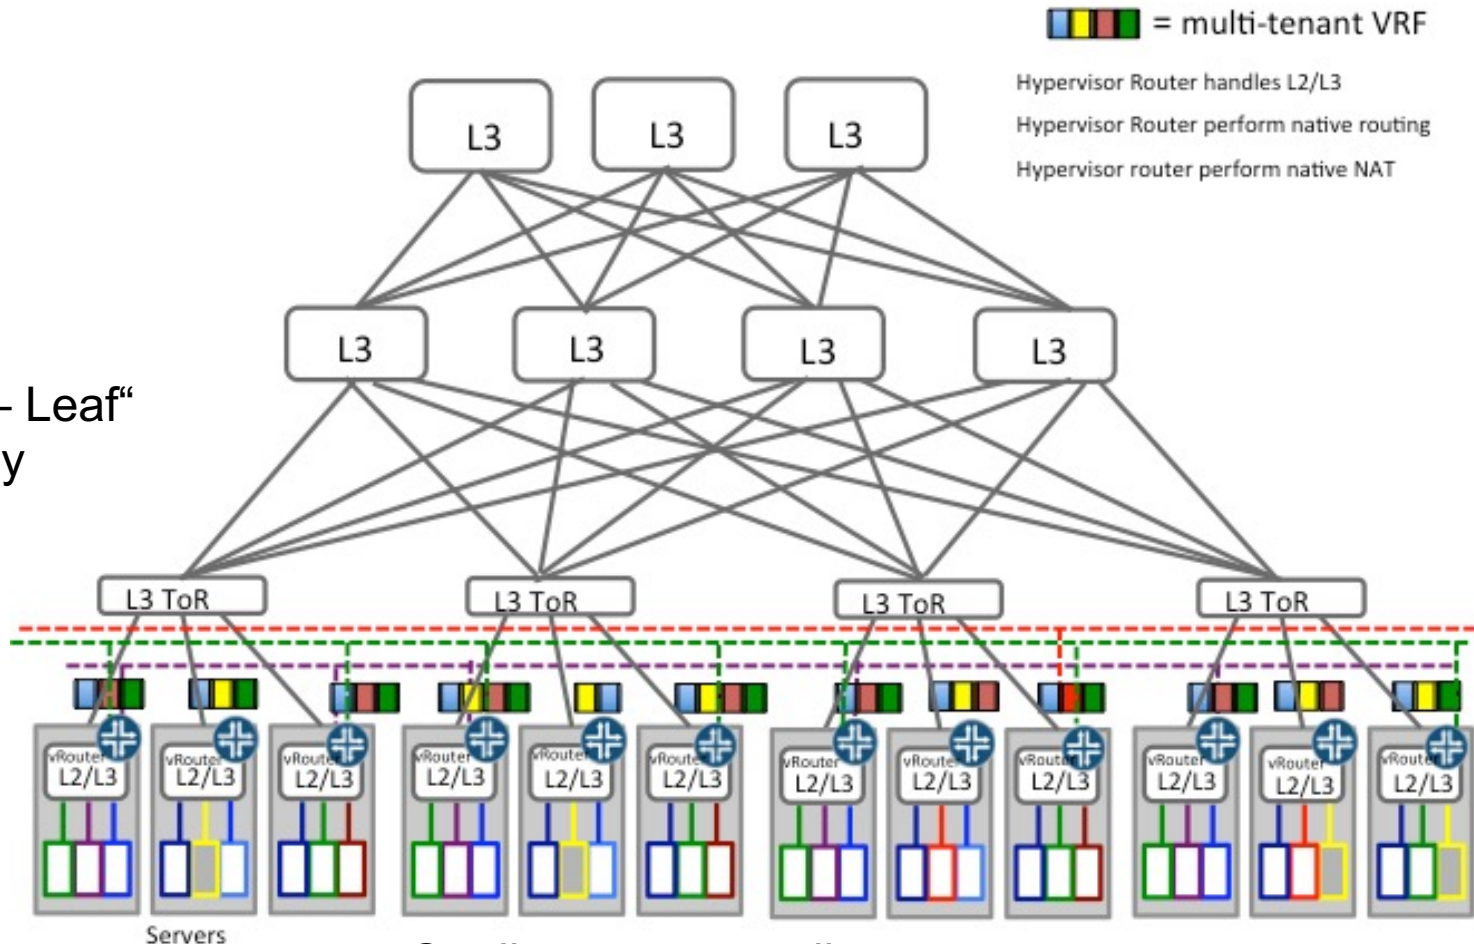 = multi-tenant VRF
Hypervisor Router handles L2/L3
Hypervisor Router perform native routing
Hypervisor router perform native NAT
L3 L3 L3
L3 L3 L3 L3
– Leaf“
y
L3 ToR L3 ToR L3 ToR L3 ToR
vRouter vRouter vRouter vRouter vRouter vRouter vRouter vRouter vRouter vRouter vRouter vRouter
L2/L3 L2/L3 L2/L3 L2/L3 L2/L3 L2/L3 L2/L3 L2/L3 L2/L3 L2/L3 L2/L3 L2/L3
Servers